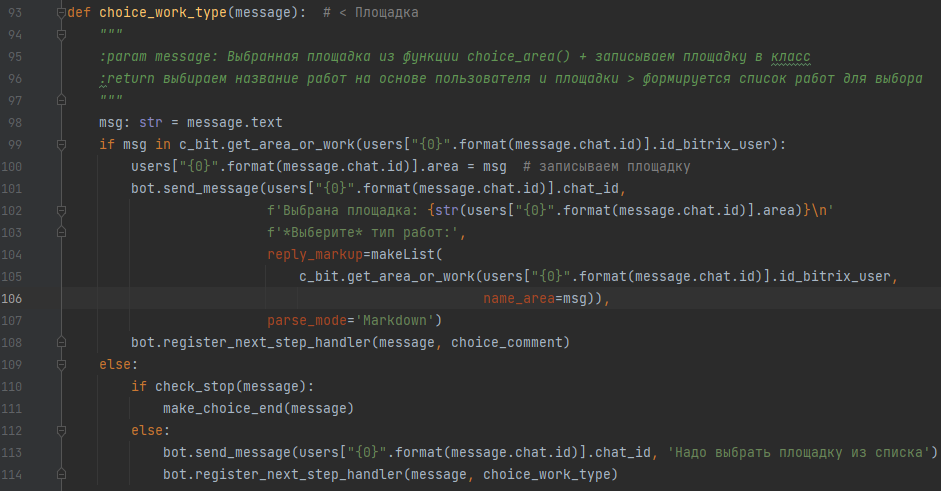 93 def choice_work_type(message):  # < Площадка
94     """
95     :param message: Выбранная площадка из функции choice_area() + записываем площадку в класс
96     :return выбираем название работ на основе пользователя и площадки > формируется список работ для выбора
97     """
98     msg: str = message.text
99     if msg in c_bit.get_area_or_work(users["{0}".format(message.chat.id)].id_bitrix_user):
100         users["{0}".format(message.chat.id)].area = msg  # записываем площадку
101         bot.send_message(users["{0}".format(message.chat.id)].chat_id,
102                          f'Выбрана площадка: {str(users["{0}".format(message.chat.id)].area)}\n'
103                          f'*Выберите* тип работ:',
104                          reply_markup=makeList(
105                              c_bit.get_area_or_work(users["{0}".format(message.chat.id)].id_bitrix_user,
106                                                     name_area=msg)),
107                          parse_mode='Markdown')
108         bot.register_next_step_handler(message, choice_comment)
109     else:
110         if check_stop(message):
111             make_choice_end(message)
112         else:
113             bot.send_message(users["{0}".format(message.chat.id)].chat_id, 'Надо выбрать площадку из списка')
114             bot.register_next_step_handler(message, choice_work_type)